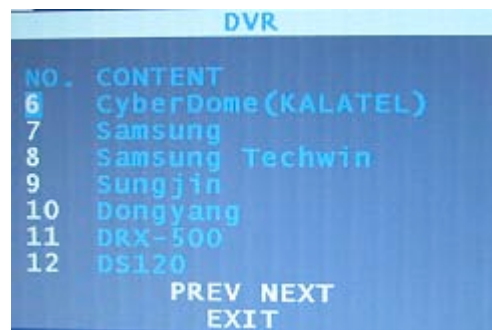 DVR
NO. CONTENT
6 CyberDome(KALATEL)
7 Samsung
8 Samsung Techwin
9 Sungjin
10 Dongyang
11 DRX-500
12 DS120
PREV NEXT
EXIT